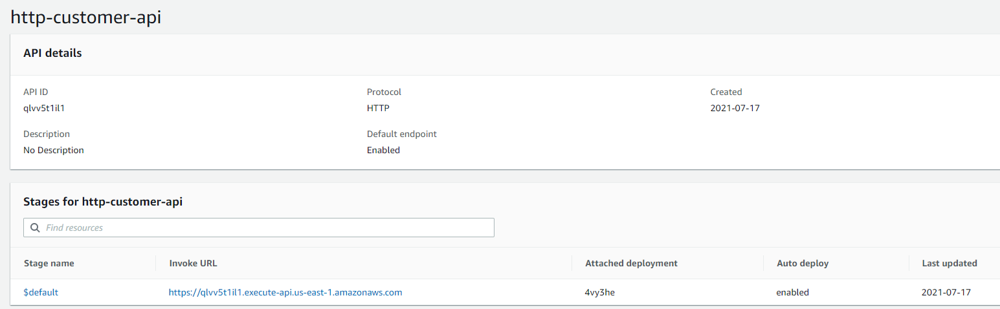 http-customer-api
API details
API ID Protocol Created
qlvv5t1il1 HTTP 2021-07-17
Description Default endpoint
No Description Enabled
Stages for http-customer-api
Find resources
Stage name Invoke URL Attached deployment Auto deploy Last updated
$default https://qlvv5t1il1.execute-api.us-east-1.amazonaws.com 4vy3he enabled 2021-07-17